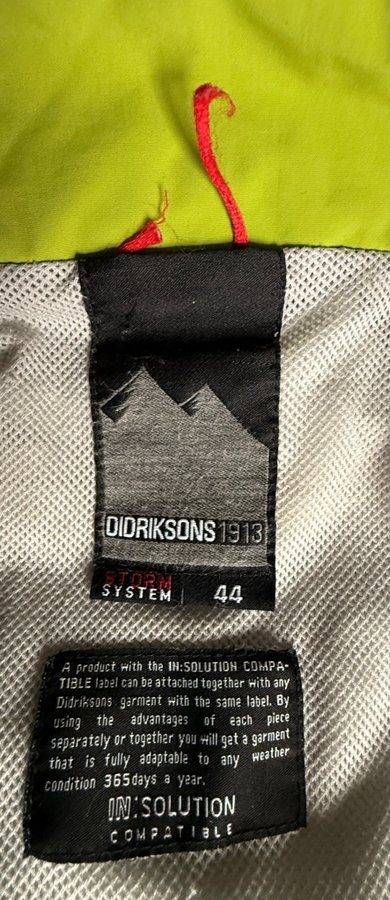 DIDRIKSONS 1913
STORM
SYSTEM | 44
A product with the IN:SOLUTION COMPA-
TIBLE label can be attached together with any
Didriksons garment with the same label. By
using the advantages of each piece
separately or together you will get a garment
that is fully adaptable to any weather
condition 365days a year.
IN:SOLUTION
COMPATIBLE